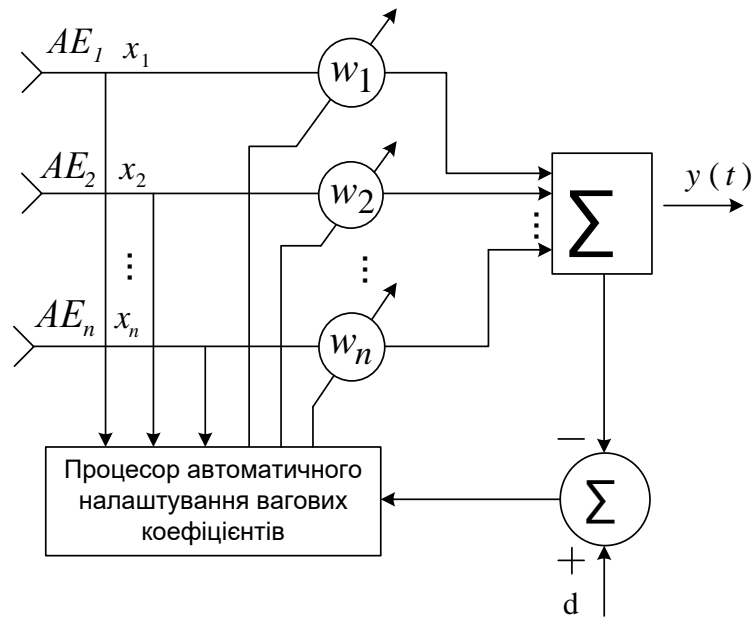 AE₁ x₁
w₁
AE₂ x₂
w₂
Σ
y(t)
⋮ ⋮ ⋮
AEₙ xₙ
wₙ
−
Процесор автоматичного
налаштування вагових
коефіцієнтів
Σ
+
d